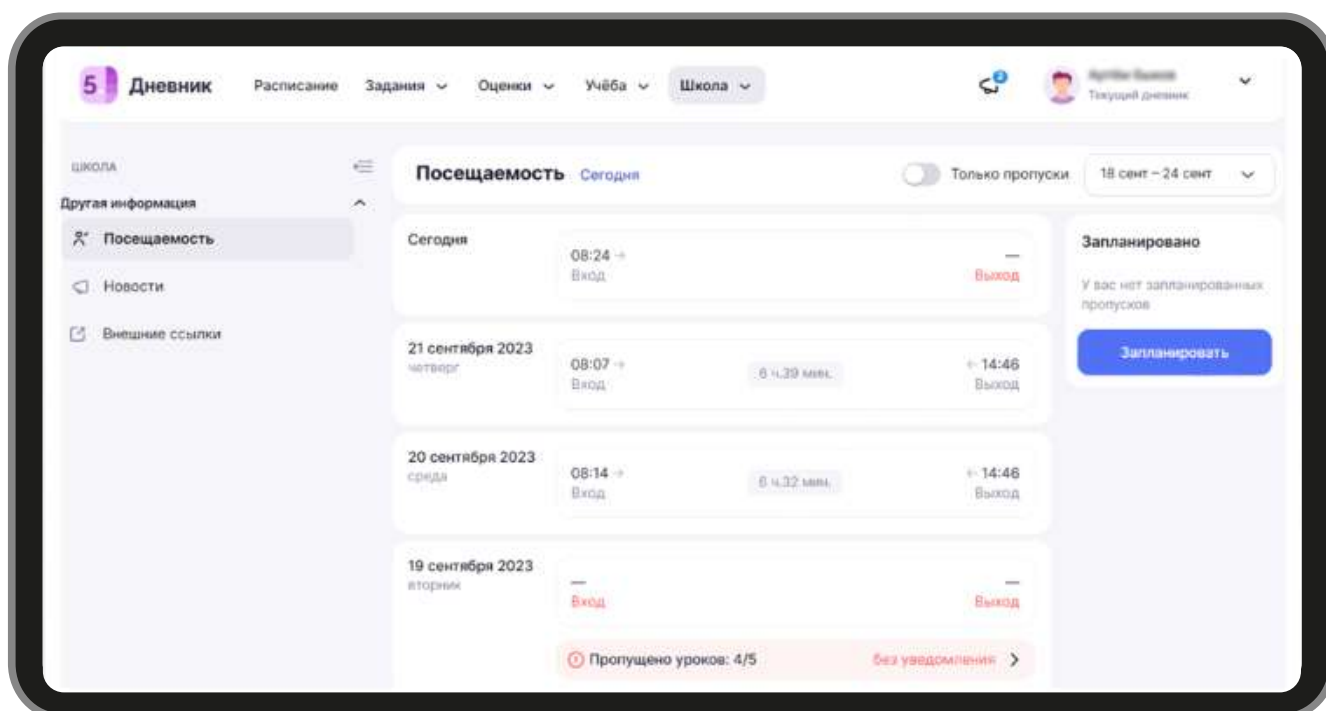 5 Дневник Расписание Задания Оценки Учёба Школа 2
Текущий дневник
ШКОЛА
Другая информация
Посещаемость
Новости
Внешние ссылки
Посещаемость Сегодня Только пропуски 18 сент – 24 сент
Сегодня
08:24 → —
Вход Выход
21 сентября 2023
четверг
08:07 → 6 ч.39 мин. ← 14:46
Вход Выход
20 сентября 2023
среда
08:14 → 6 ч.32 мин. ← 14:46
Вход Выход
19 сентября 2023
вторник
— —
Вход Выход
Пропущено уроков: 4/5 без уведомления
Запланировано
У вас нет запланированных
пропусков
Запланировать